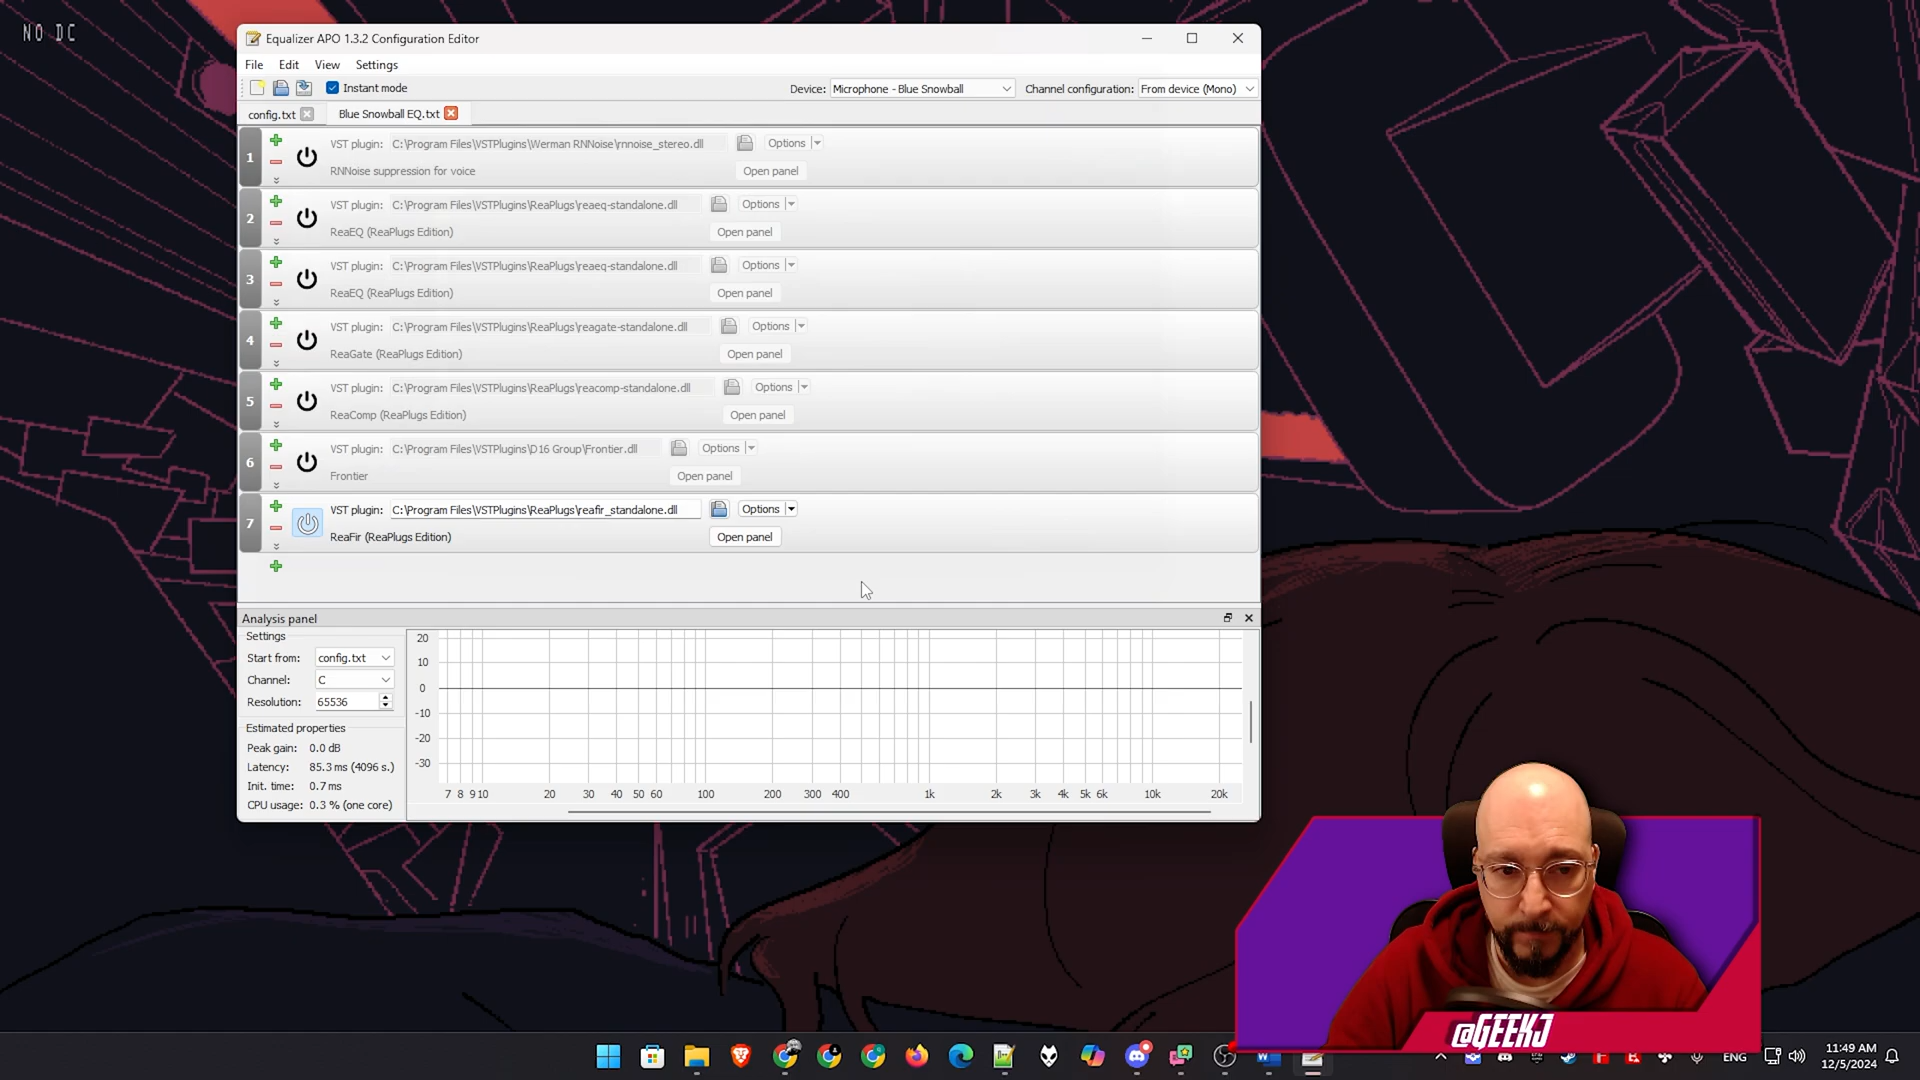 NO DC
Equalizer APO 1.3.2 Configuration Editor
File Edit View Settings
Instant mode
Device: Microphone - Blue Snowball Channel configuration: From device (Mono)
config.txt Blue Snowball EQ.txt
1 VST plugin: C:\Program Files\VSTPlugins\Werman RNNoise\rnnoise_stereo.dll Options
RNNoise suppression for voice Open panel
2 VST plugin: C:\Program Files\VSTPlugins\ReaPlugs\reaeq-standalone.dll Options
ReaEQ (ReaPlugs Edition) Open panel
3 VST plugin: C:\Program Files\VSTPlugins\ReaPlugs\reaeq-standalone.dll Options
ReaEQ (ReaPlugs Edition) Open panel
4 VST plugin: C:\Program Files\VSTPlugins\ReaPlugs\reagate-standalone.dll Options
ReaGate (ReaPlugs Edition) Open panel
5 VST plugin: C:\Program Files\VSTPlugins\ReaPlugs\reacomp-standalone.dll Options
ReaComp (ReaPlugs Edition) Open panel
6 VST plugin: C:\Program Files\VSTPlugins\D16 Group\Frontier.dll Options
Frontier Open panel
7 VST plugin: C:\Program Files\VSTPlugins\ReaPlugs\reafir_standalone.dll Options
ReaFir (ReaPlugs Edition) Open panel
Analysis panel
Settings
Start from: config.txt
Channel: C
Resolution: 65536
Estimated properties
Peak gain: 0.0 dB
Latency: 85.3 ms (4096 s.)
Init. time: 0.7 ms
CPU usage: 0.3 % (one core)
20
10
0
-10
-20
-30
7 8 9 10 20 30 40 50 60 100 200 300 400 1k 2k 3k 4k 5k 6k 10k 20k
@GEEKJ
ENG
11:49 AM
12/5/2024